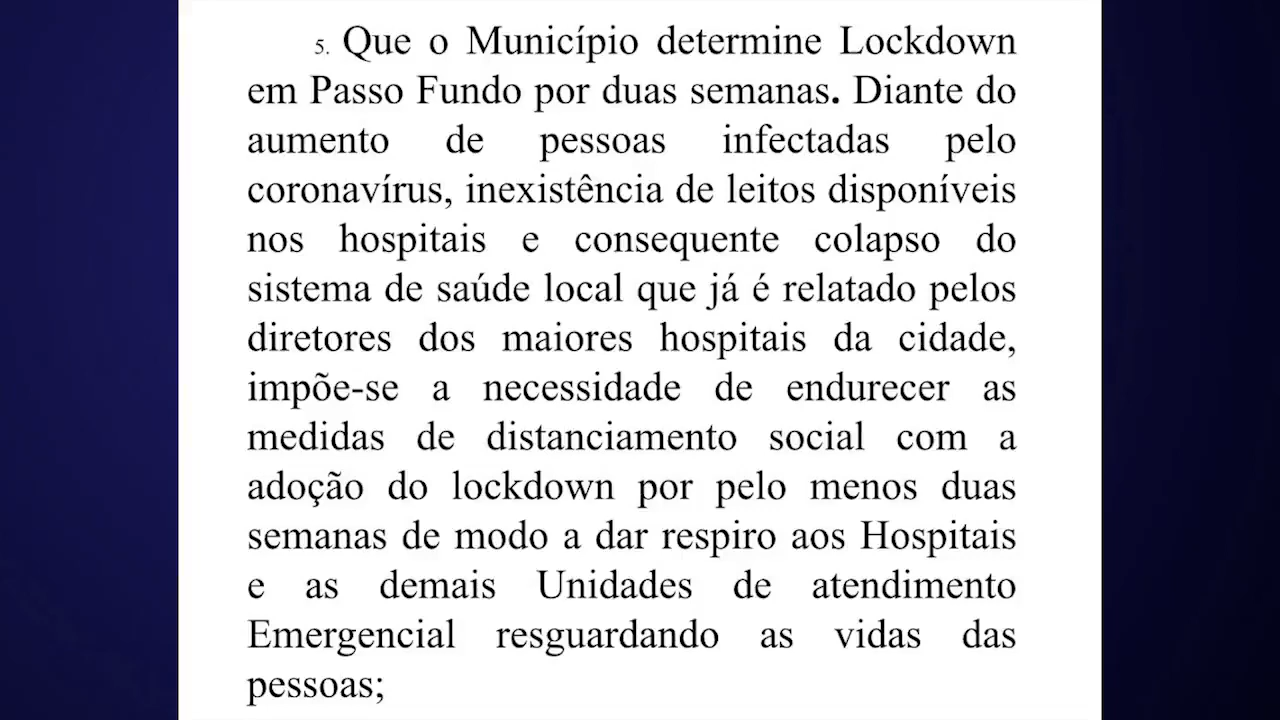 5. Que o Município determine Lockdown
em Passo Fundo por duas semanas. Diante do
aumento de pessoas infectadas pelo
coronavírus, inexistência de leitos disponíveis
nos hospitais e consequente colapso do
sistema de saúde local que já é relatado pelos
diretores dos maiores hospitais da cidade,
impõe-se a necessidade de endurecer as
medidas de distanciamento social com a
adoção do lockdown por pelo menos duas
semanas de modo a dar respiro aos Hospitais
e as demais Unidades de atendimento
Emergencial resguardando as vidas das
pessoas;